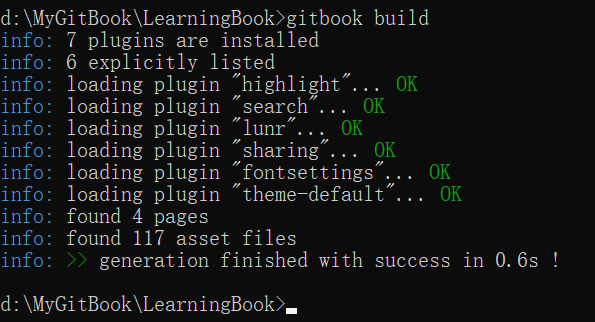 d:\MyGitBook\LearningBook>gitbook build
info: 7 plugins are installed
info: 6 explicitly listed
info: loading plugin "highlight"... OK
info: loading plugin "search"... OK
info: loading plugin "lunr"... OK
info: loading plugin "sharing"... OK
info: loading plugin "fontsettings"... OK
info: loading plugin "theme-default"... OK
info: found 4 pages
info: found 117 asset files
info: >> generation finished with success in 0.6s !
d:\MyGitBook\LearningBook>